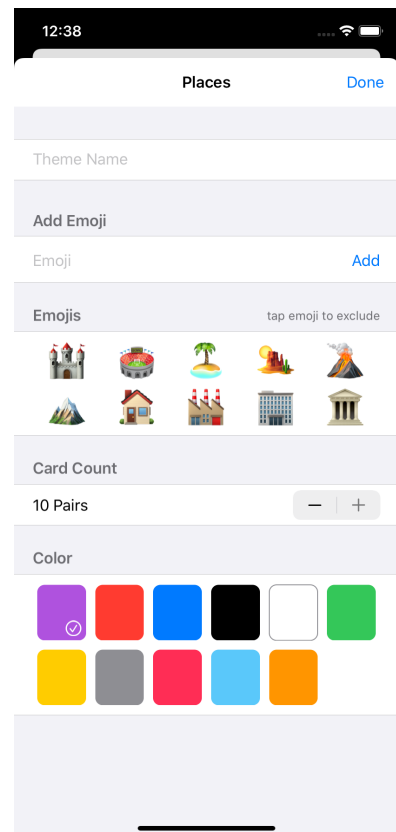 12:38
Places
Done
Theme Name
Add Emoji
Emoji
Add
Emojis
tap emoji to exclude
Card Count
10 Pairs
Color